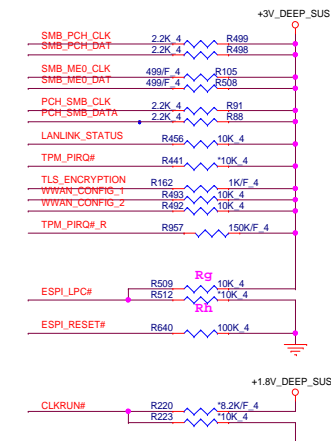 +3V_DEEP_SUS
SMB_PCH_CLK 2.2K_4 R499
SMB_PCH_DAT 2.2K_4 R498
SMB_ME0_CLK 499/F_4 R105
SMB_ME0_DAT 499/F_4 R508
PCH_SMB_CLK 2.2K_4 R91
PCH_SMB_DATA 2.2K_4 R88
LANLINK_STATUS R456 10K_4
TPM_PIRQ# R441 *10K_4
TLS_ENCRYPTION R162 1K/F_4
WWAN_CONFIG_1 R493 10K_4
WWAN_CONFIG_2 R492 10K_4
TPM_PIRQ#_R R957 150K/F_4
Rg
R509 10K_4
ESPI_LPC# R512 *10K_4
Rh
ESPI_RESET# R640 100K_4
+1.8V_DEEP_SUS
CLKRUN# R220 *8.2K/F_4
R223 *10K_4